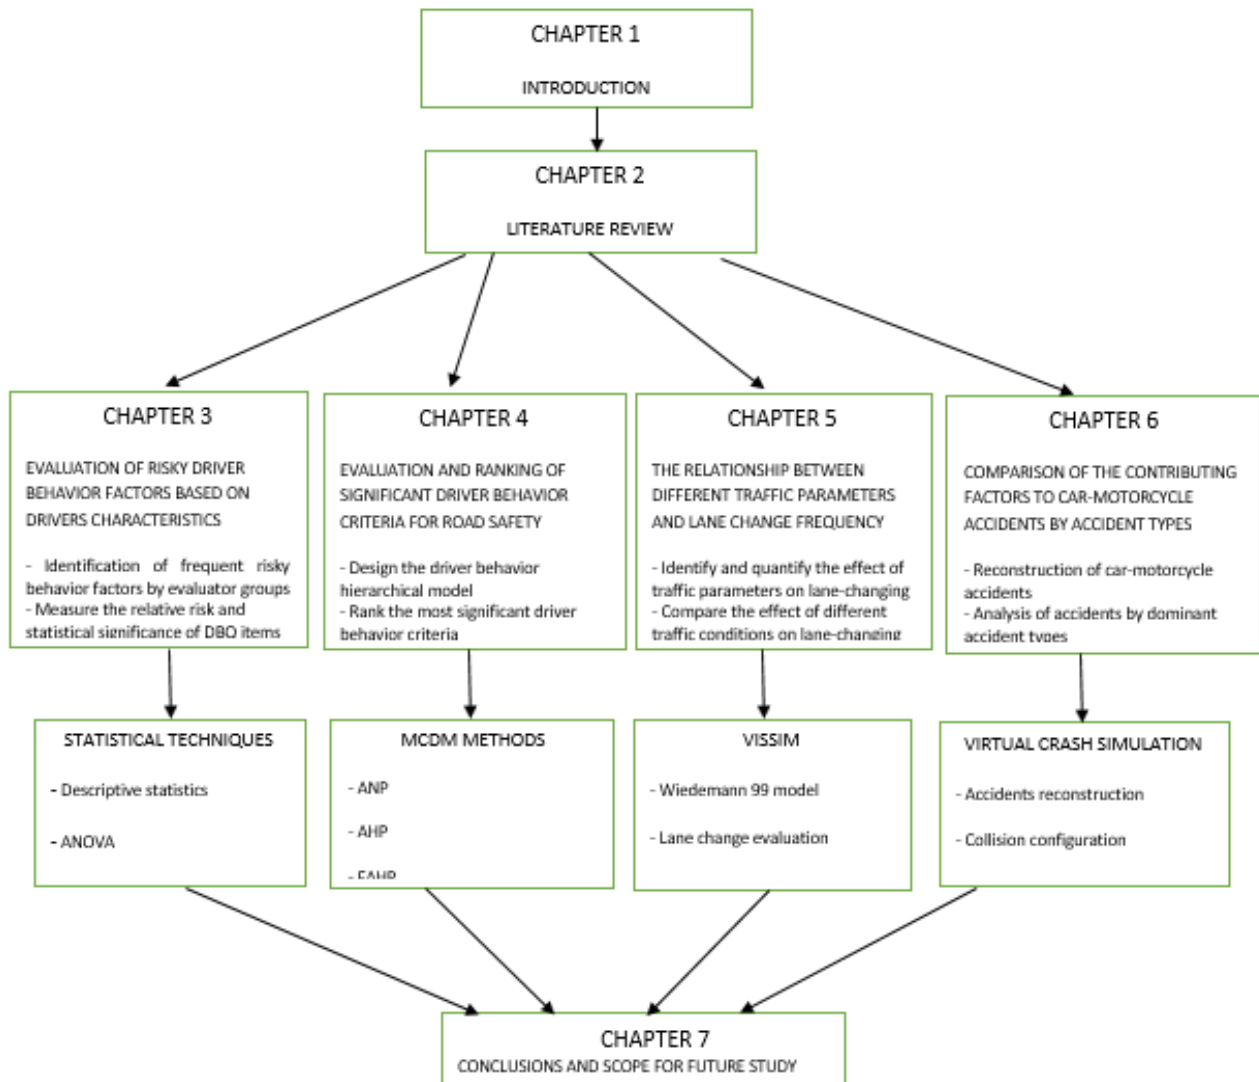 CHAPTER 1
INTRODUCTION
CHAPTER 2
LITERATURE REVIEW
CHAPTER 3
EVALUATION OF RISKY DRIVER
BEHAVIOR FACTORS BASED ON
DRIVERS CHARACTERISTICS
- Identification of frequent risky
behavior factors by evaluator groups
- Measure the relative risk and
statistical significance of DBQ items
CHAPTER 4
EVALUATION AND RANKING OF
SIGNIFICANT DRIVER BEHAVIOR
CRITERIA FOR ROAD SAFETY
- Design the driver behavior
hierarchical model
- Rank the most significant driver
behavior criteria
CHAPTER 5
THE RELATIONSHIP BETWEEN
DIFFERENT TRAFFIC PARAMETERS
AND LANE CHANGE FREQUENCY
- Identify and quantify the effect of
traffic parameters on lane-changing
- Compare the effect of different
traffic conditions on lane-changing
CHAPTER 6
COMPARISON OF THE CONTRIBUTING
FACTORS TO CAR-MOTORCYCLE
ACCIDENTS BY ACCIDENT TYPES
- Reconstruction of car-motorcycle
accidents
- Analysis of accidents by dominant
accident types
STATISTICAL TECHNIQUES
- Descriptive statistics
- ANOVA
MCDM METHODS
- ANP
- AHP
- FAHP
VISSIM
- Wiedemann 99 model
- Lane change evaluation
VIRTUAL CRASH SIMULATION
- Accidents reconstruction
- Collision configuration
CHAPTER 7
CONCLUSIONS AND SCOPE FOR FUTURE STUDY